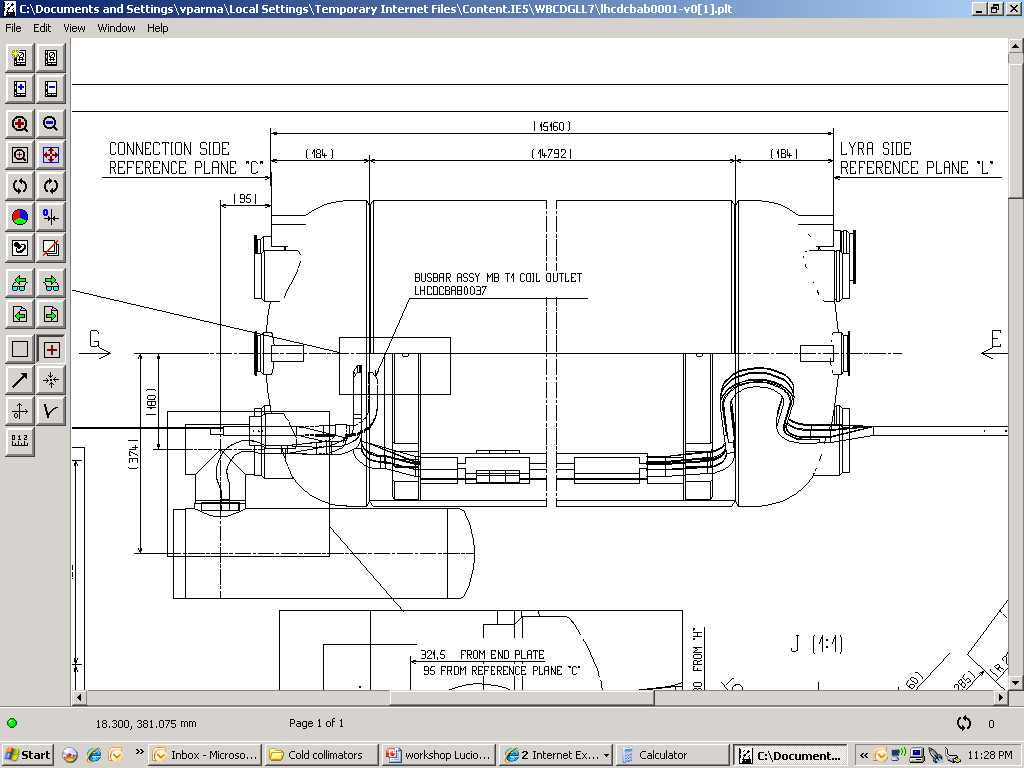 C:\Documents and Settings\vparma\Local Settings\Temporary Internet Files\Content.IE5\WBCDGLL7\lhcdcbab0001-v0[1].plt
File Edit View Window Help
(15160)
CONNECTION SIDE
REFERENCE PLANE "C"
(184)
(14792)
(184)
LYRA SIDE
REFERENCE PLANE "L"
(95)
BUSBAR ASSY MB T1 COIL OUTLET
LHCDCBAB0037
G
E
(180)
(374)
J (1:1)
321,5 FROM END PLATE
95 FROM REFERENCE PLANE "C"
80 FROM "H"
60)
285)
18.300, 381.075 mm
Page 1 of 1
0
Start
Inbox - Microso...
Cold collimators
workshop Lucio...
2 Internet Ex...
Calculator
C:\Document...
11:28 PM